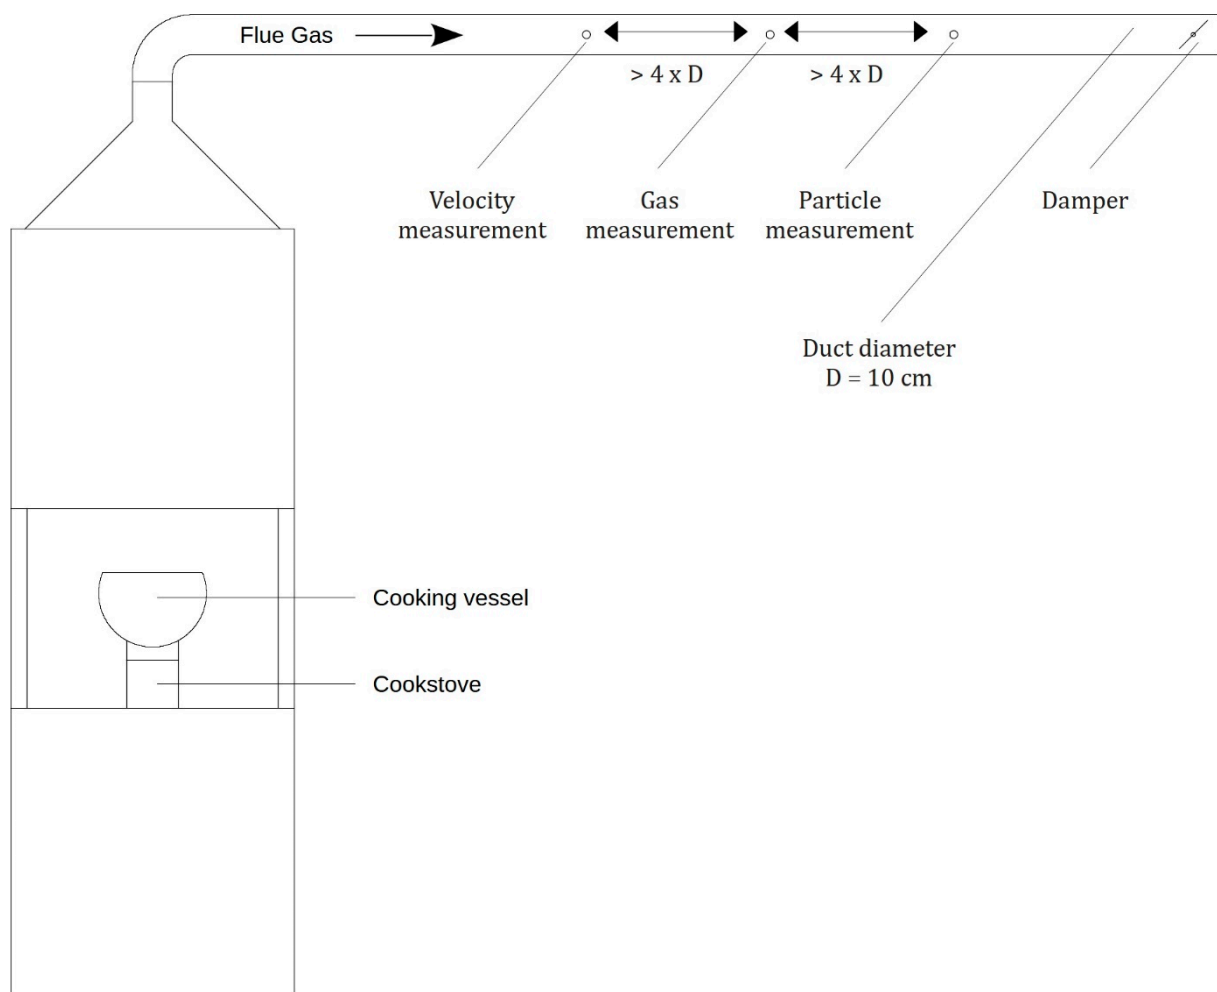 Flue Gas
> 4 x D
> 4 x D
Velocity
measurement
Gas
measurement
Particle
measurement
Damper
Duct diameter
D = 10 cm
Cooking vessel
Cookstove